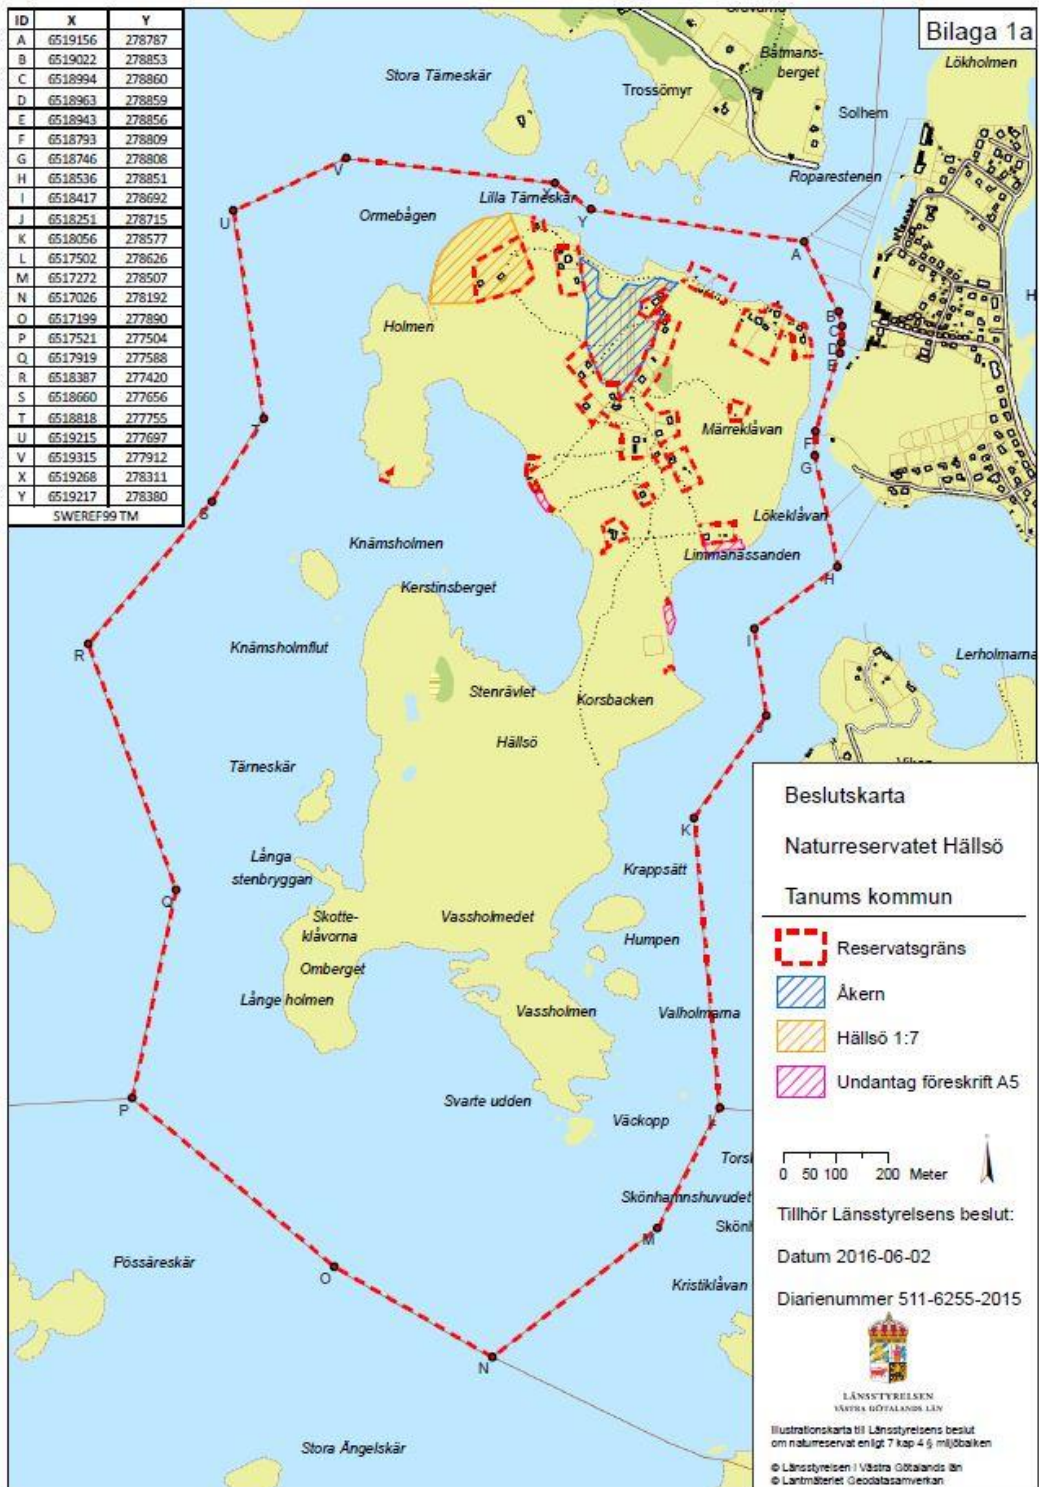 ID X Y
A 6519156 278787
B 6519022 278853
C 6518994 278860
D 6518963 278859
E 6518943 278856
F 6518793 278809
G 6518746 278808
H 6518536 278851
I 6518417 278692
J 6518251 278715
K 6518056 278577
L 6517502 278626
M 6517272 278507
N 6517026 278192
O 6517199 277890
P 6517521 277504
Q 6517919 277588
R 6518387 277420
S 6518660 277656
T 6518818 277755
U 6519215 277697
V 6519315 277912
X 6519268 278311
Y 6519217 278380
SWEREF99 TM
Bilaga 1a
Båtmans-
berget
Lökholmen
Stora Tärneskär
Trossömyr
Solhem
Roparestenen
V
X
Lilla Tärneskär
Ormebågen
U
Y
A
H
B
C
D
E
Holmen
T
Märreklåvan
F
G
S
Lökeklåvan
Knämsholmen
Limmanässanden
Kerstinsberget
H
R
Knämsholmflut
I
Lerholmarna
Stenrävlet
Korsbacken
Hällsö
J
Tärneskär
K
Långa
stenbryggan
Krappsätt
Q
Skotte-
klåvorna
Vassholmedet
Humpen
Omberget
Långe holmen
Vassholmen
Valholmarna
P
Svarte udden
Väckopp
L
Torsk
Skönhamnshuvudet
Skönh
M
Pössäreskär
O
Kristiklåvan
N
Stora Ängelskär
Beslutskarta
Naturreservatet Hällsö
Tanums kommun
Reservatsgräns
Åkern
Hällsö 1:7
Undantag föreskrift A5
0 50 100 200 Meter
Tillhör Länsstyrelsens beslut:
Datum 2016-06-02
Diarienummer 511-6255-2015
LÄNSSTYRELSEN
VÄSTRA GÖTALANDS LÄN
Illustrationskarta till Länsstyrelsens beslut
om naturreservat enligt 7 kap 4 § miljöbalken
© Länsstyrelsen i Västra Götalands län
© Lantmäteriet Geodatasamverkan